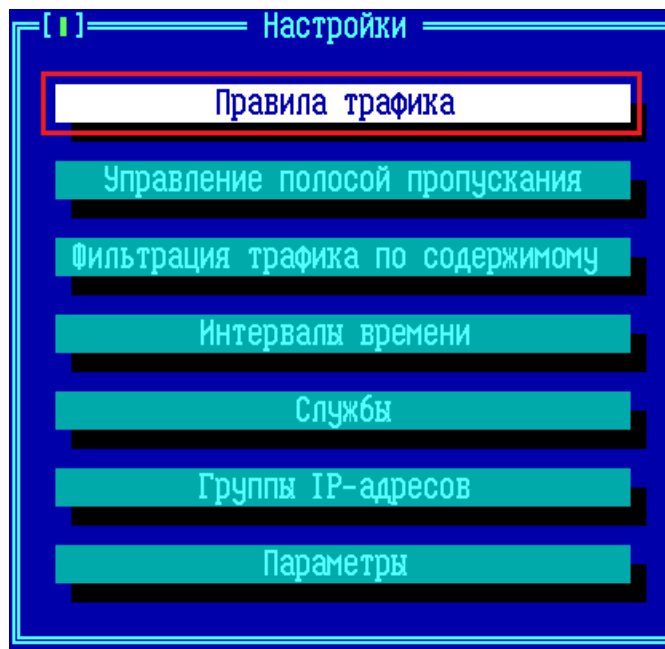 Настройки
Правила трафика
Управление полосой пропускания
Фильтрация трафика по содержимому
Интервалы времени
Службы
Группы IP-адресов
Параметры